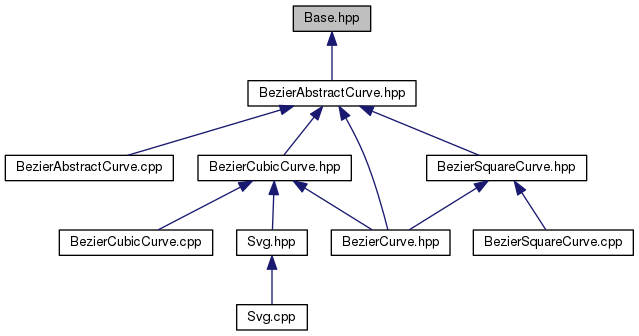 Base.hpp
BezierAbstractCurve.hpp
BezierAbstractCurve.cpp
BezierCubicCurve.hpp
BezierSquareCurve.hpp
BezierCubicCurve.cpp
Svg.hpp
BezierCurve.hpp
BezierSquareCurve.cpp
Svg.cpp